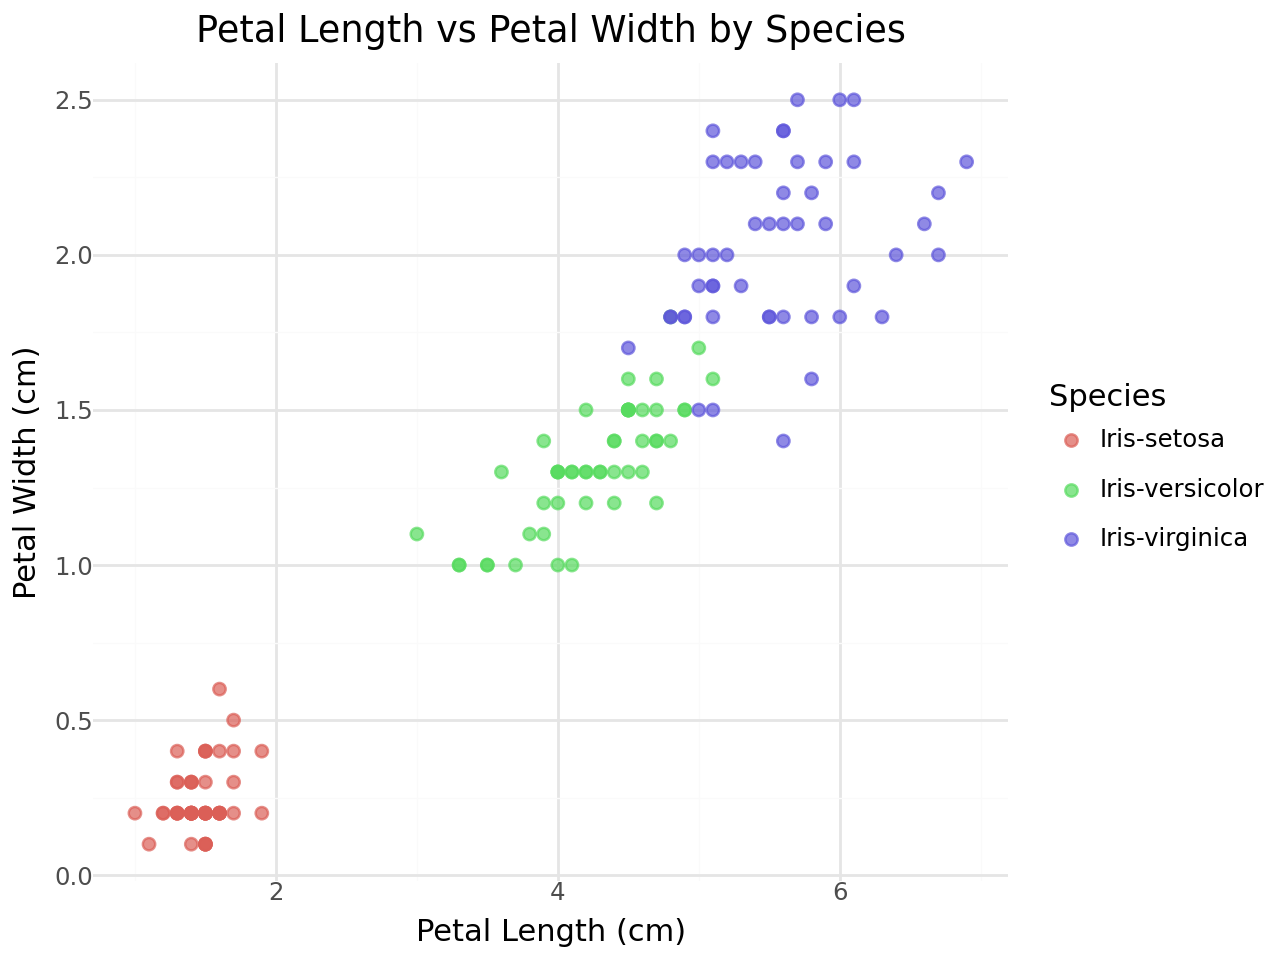 Petal Length vs Petal Width by Species
2.5
2.0
1.5
1.0
0.5
0.0
2
4
6
Petal Width (cm)
Petal Length (cm)
Species
Iris-setosa
Iris-versicolor
Iris-virginica